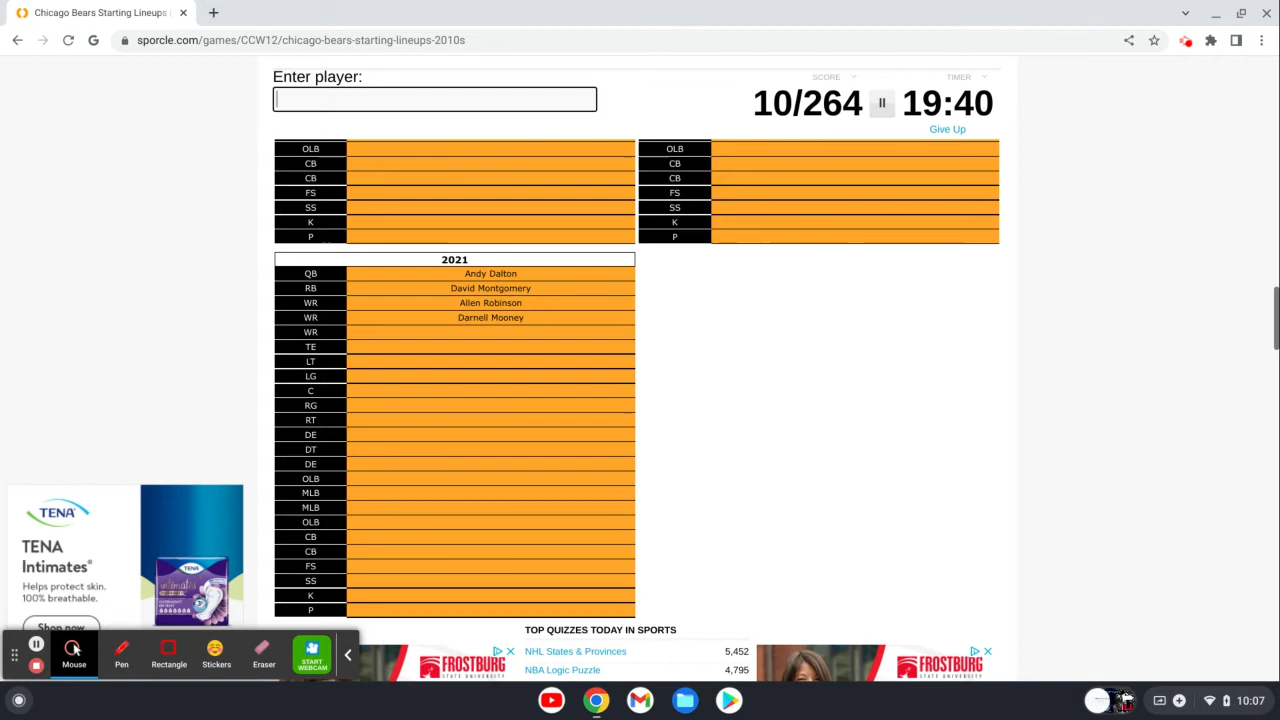 Chicago Bears Starting Lineups (
sporcle.com/games/CCW12/chicago-bears-starting-lineups-2010s
Enter player:
SCORE
TIMER
10/264
19:40
Give Up
OLB
CB
CB
FS
SS
K
P
OLB
CB
CB
FS
SS
K
P
2021
QB Andy Dalton
RB David Montgomery
WR Allen Robinson
WR Darnell Mooney
WR
TE
LT
LG
C
RG
RT
DE
DT
DE
OLB
MLB
MLB
OLB
CB
CB
FS
SS
K
P
TENA
TENA
Intimates®
Helps protect skin.
100% breathable.
Shop now
TENA
intimates
TOP QUIZZES TODAY IN SPORTS
NHL States & Provinces 5,452
NBA Logic Puzzle 4,795
FROSTBURG
STATE UNIVERSITY
FROSTBURG
STATE UNIVERSITY
Mouse
Pen
Rectangle
Stickers
Eraser
START
WEBCAM
10:07